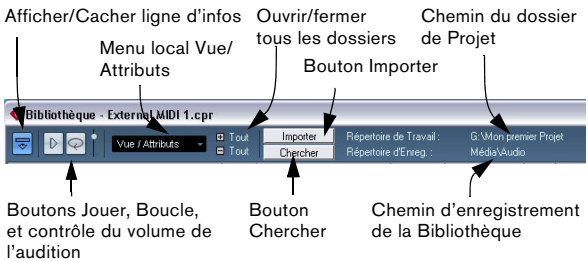 Afficher/Cacher ligne d'infos
Ouvrir/fermer
tous les dossiers
Chemin du dossier
de Projet
Menu local Vue/
Attributs
Bouton Importer
Bibliothèque - External MIDI 1.cpr
Vue / Attributs
Tout
Tout
Importer
Chercher
Répertoire de Travail :
G:\Mon premier Projet
Répertoire d'Enreg. :
Média\Audio
Boutons Jouer, Boucle,
et contrôle du volume de
l'audition
Bouton
Chercher
Chemin d'enregistrement
de la Bibliothèque